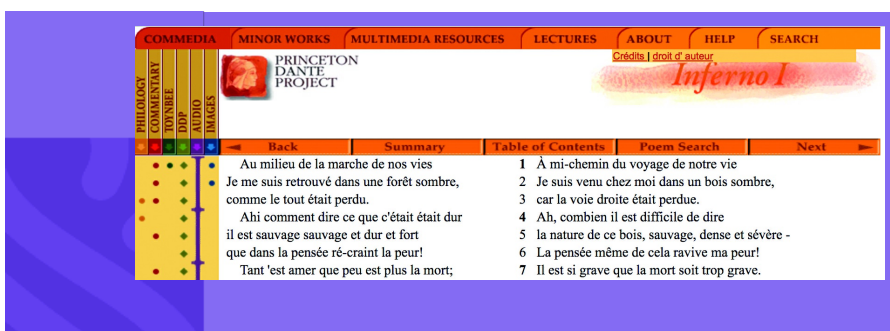 COMMEDIA MINOR WORKS MULTIMEDIA RESOURCES LECTURES ABOUT HELP SEARCH
Crédits | droit d' auteur
PRINCETON
DANTE
PROJECT
Inferno I
PHILOLOGY
COMMENTARY
TOYNBEE
DDP
AUDIO
IMAGES
Back Summary Table of Contents Poem Search Next
Au milieu de la marche de nos vies
Je me suis retrouvé dans une forêt sombre,
comme le tout était perdu.
Ahi comment dire ce que c'était était dur
il est sauvage sauvage et dur et fort
que dans la pensée ré-craint la peur!
Tant 'est amer que peu est plus la mort;
1 À mi-chemin du voyage de notre vie
2 Je suis venu chez moi dans un bois sombre,
3 car la voie droite était perdue.
4 Ah, combien il est difficile de dire
5 la nature de ce bois, sauvage, dense et sévère -
6 La pensée même de cela ravive ma peur!
7 Il est si grave que la mort soit trop grave.